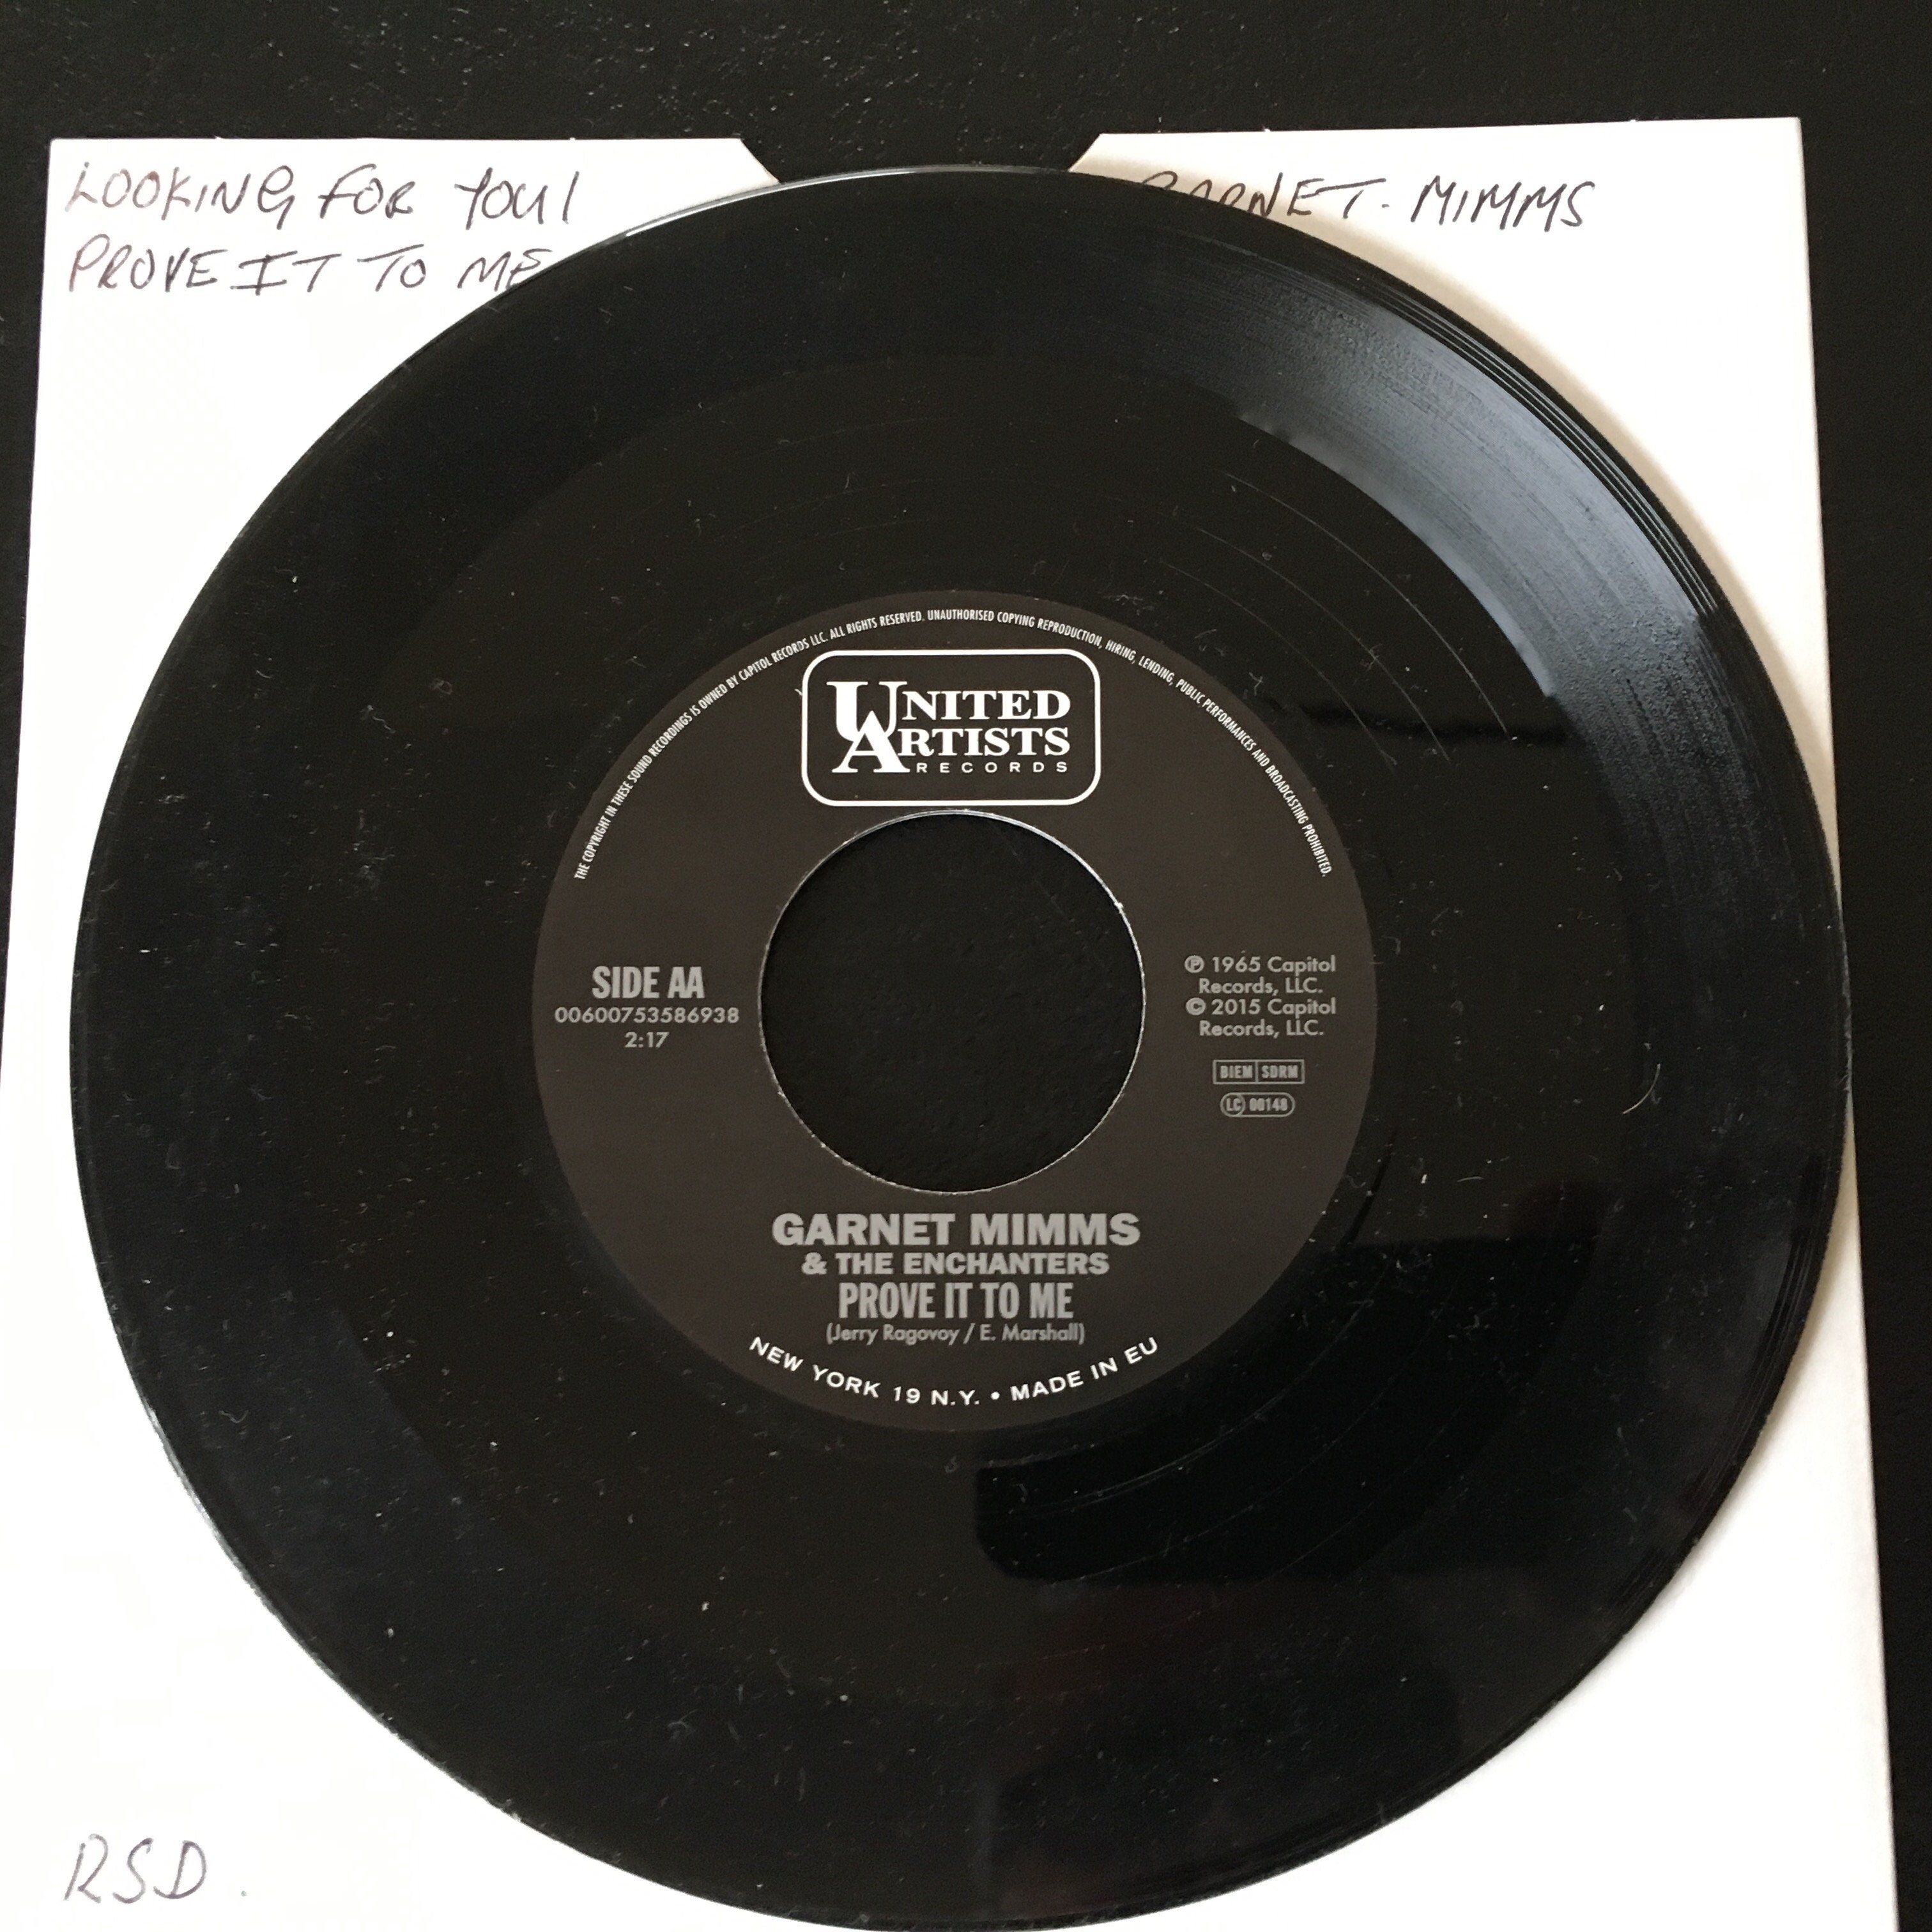 LOOKING FOR YOU/
PROVE IT TO ME
GARNET. MIMMS
THE COPYRIGHT IN THESE SOUND RECORDINGS IS OWNED BY CAPITOL RECORDS LLC. ALL RIGHTS RESERVED. UNAUTHORISED COPYING REPRODUCTION, HIRING, LENDING, PUBLIC PERFORMANCES AND BROADCASTING PROHIBITED.
UNITED
ARTISTS
RECORDS
SIDE AA
00600753586938
2:17
℗ 1965 Capitol
Records, LLC.
© 2015 Capitol
Records, LLC.
BIEM SDRM
LC 00148
GARNET MIMMS
& THE ENCHANTERS
PROVE IT TO ME
(Jerry Ragovoy / E. Marshall)
NEW YORK 19 N.Y. • MADE IN EU
RSD.